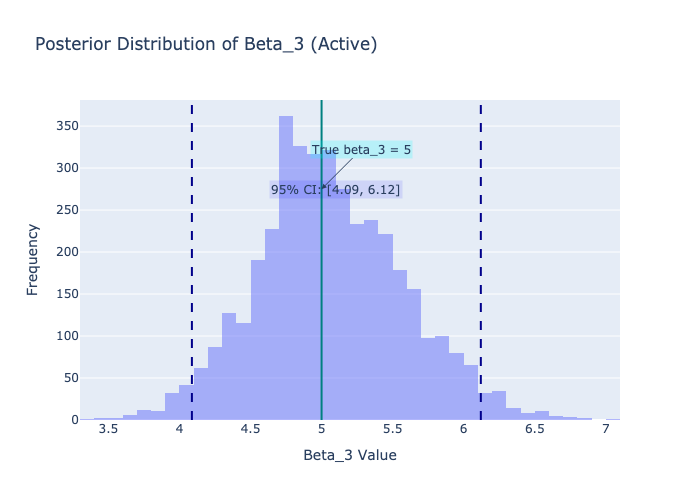 Posterior Distribution of Beta_3 (Active)
350
300
250
200
150
100
50
0
Frequency
True beta_3 = 5
95% CI: [4.09, 6.12]
3.5 4 4.5 5 5.5 6 6.5 7
Beta_3 Value